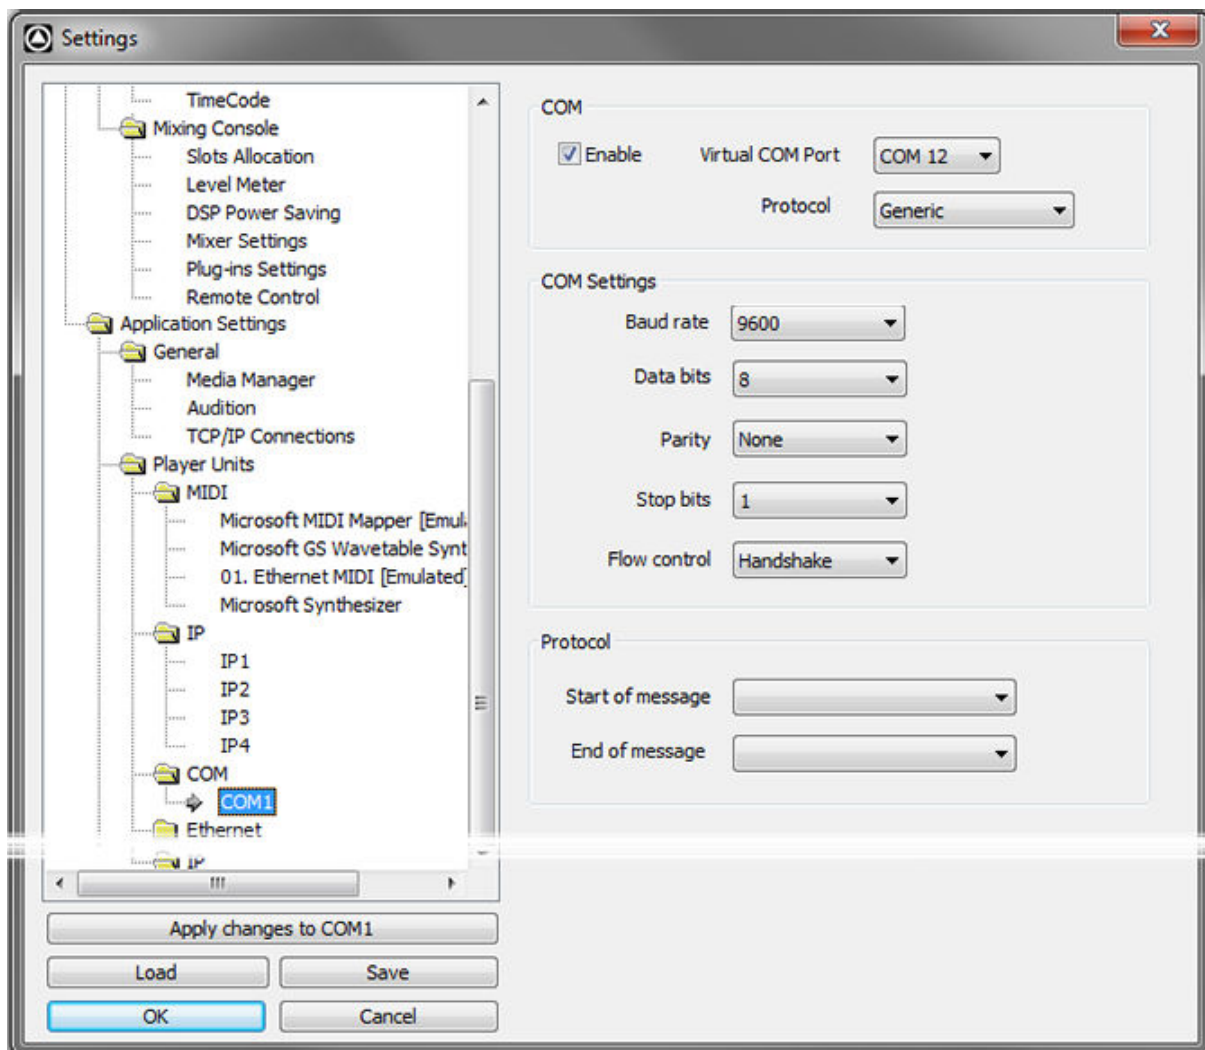 Settings
TimeCode
Mixing Console
Slots Allocation
Level Meter
DSP Power Saving
Mixer Settings
Plug-ins Settings
Remote Control
Application Settings
General
Media Manager
Audition
TCP/IP Connections
Player Units
MIDI
Microsoft MIDI Mapper [Emul
Microsoft GS Wavetable Synt
01. Ethernet MIDI [Emulated]
Microsoft Synthesizer
IP
IP1
IP2
IP3
IP4
COM
COM1
Ethernet
IP
Apply changes to COM1
Load Save
OK Cancel
COM
Enable Virtual COM Port COM 12
Protocol Generic
COM Settings
Baud rate 9600
Data bits 8
Parity None
Stop bits 1
Flow control Handshake
Protocol
Start of message
End of message